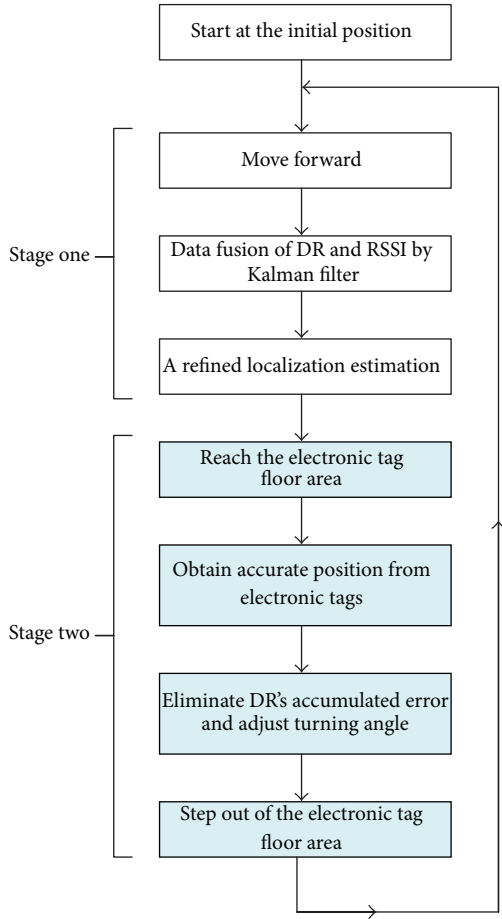 Start at the initial position
Move forward
Stage one
Data fusion of DR and RSSI by
Kalman filter
A refined localization estimation
Reach the electronic tag
floor area
Obtain accurate position from
electronic tags
Stage two
Eliminate DR's accumulated error
and adjust turning angle
Step out of the electronic tag
floor area